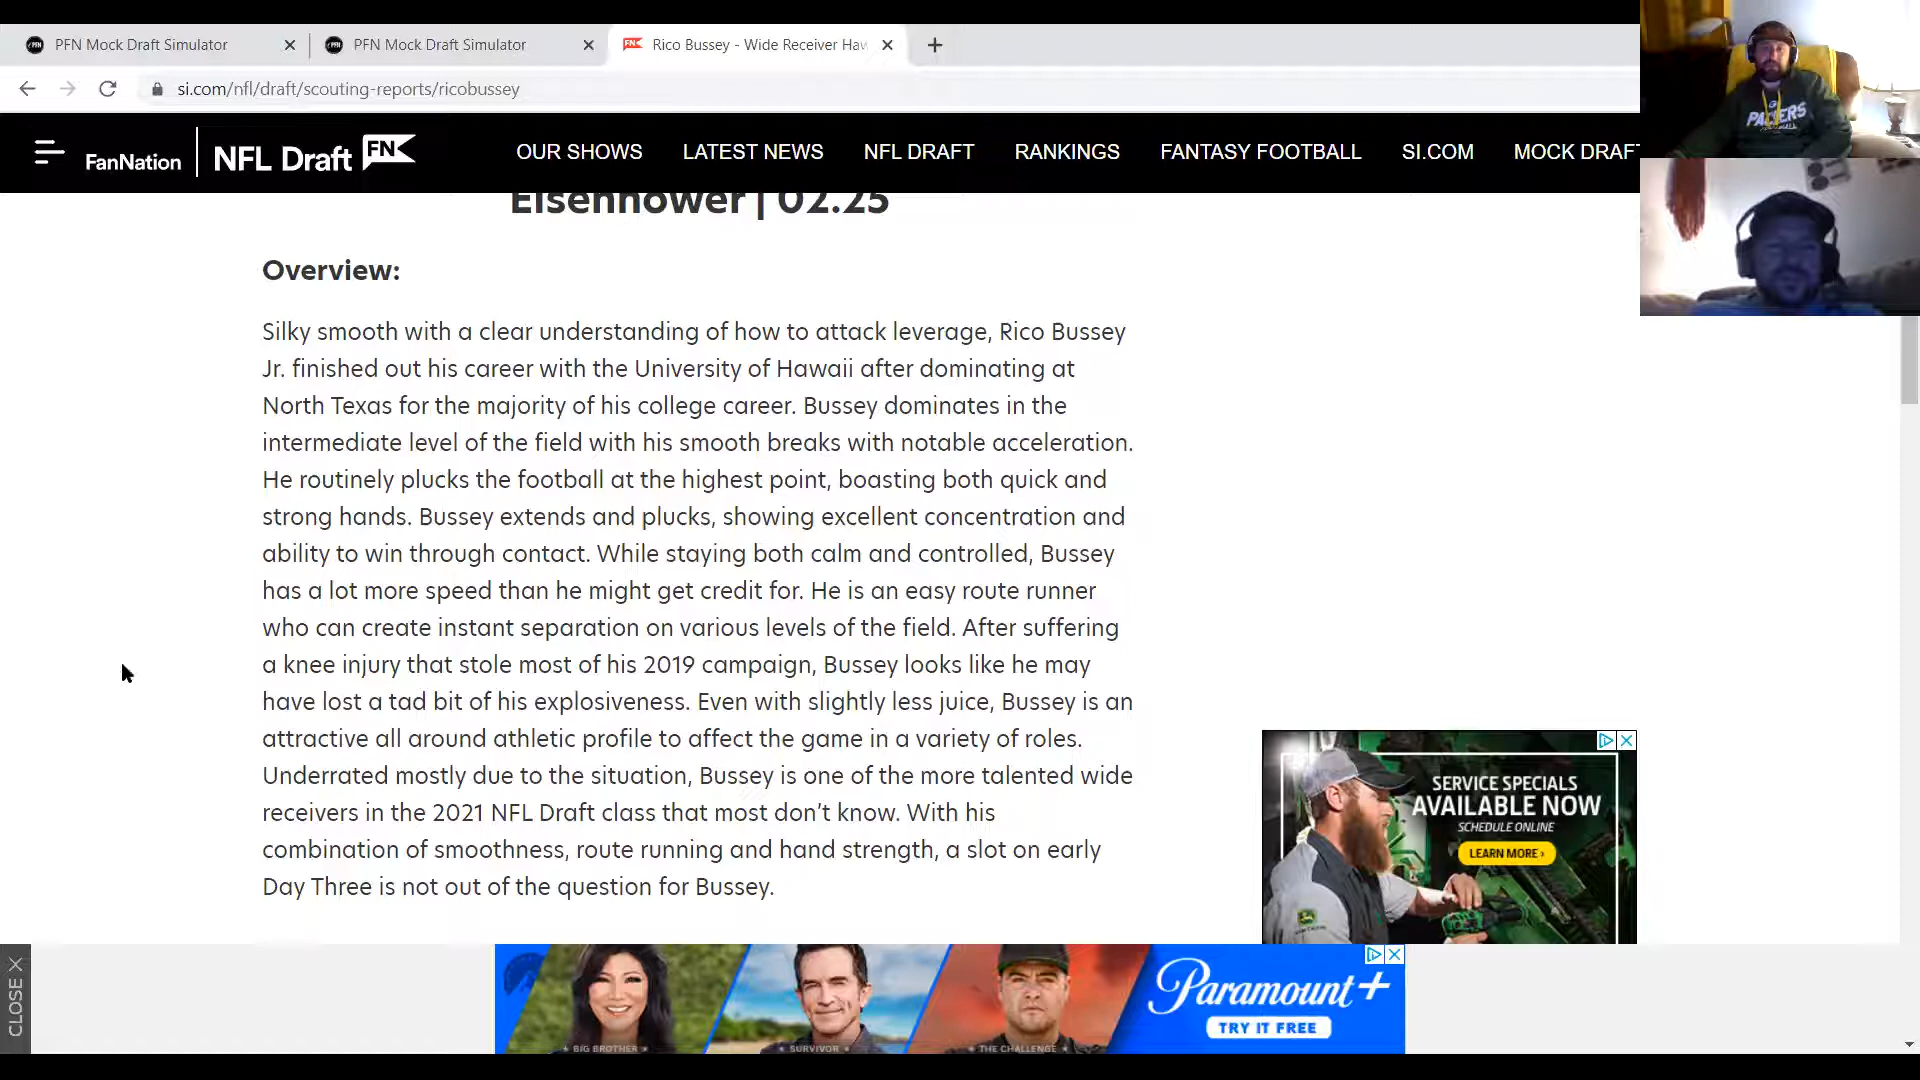 PFN Mock Draft Simulator
PFN Mock Draft Simulator
Rico Bussey - Wide Receiver Haw
si.com/nfl/draft/scouting-reports/ricobussey
FanNation
NFL Draft FN
OUR SHOWS
LATEST NEWS
NFL DRAFT
RANKINGS
FANTASY FOOTBALL
SI.COM
MOCK DRAFT
PACKERS
Eisenhower | 02.25
Overview:
Silky smooth with a clear understanding of how to attack leverage, Rico Bussey
Jr. finished out his career with the University of Hawaii after dominating at
North Texas for the majority of his college career. Bussey dominates in the
intermediate level of the field with his smooth breaks with notable acceleration.
He routinely plucks the football at the highest point, boasting both quick and
strong hands. Bussey extends and plucks, showing excellent concentration and
ability to win through contact. While staying both calm and controlled, Bussey
has a lot more speed than he might get credit for. He is an easy route runner
who can create instant separation on various levels of the field. After suffering
a knee injury that stole most of his 2019 campaign, Bussey looks like he may
have lost a tad bit of his explosiveness. Even with slightly less juice, Bussey is an
attractive all around athletic profile to affect the game in a variety of roles.
Underrated mostly due to the situation, Bussey is one of the more talented wide
receivers in the 2021 NFL Draft class that most don’t know. With his
combination of smoothness, route running and hand strength, a slot on early
Day Three is not out of the question for Bussey.
SERVICE SPECIALS
AVAILABLE NOW
SCHEDULE ONLINE
LEARN MORE ›
CLOSE X
BIG BROTHER
SURVIVOR
THE CHALLENGE
Paramount+
TRY IT FREE